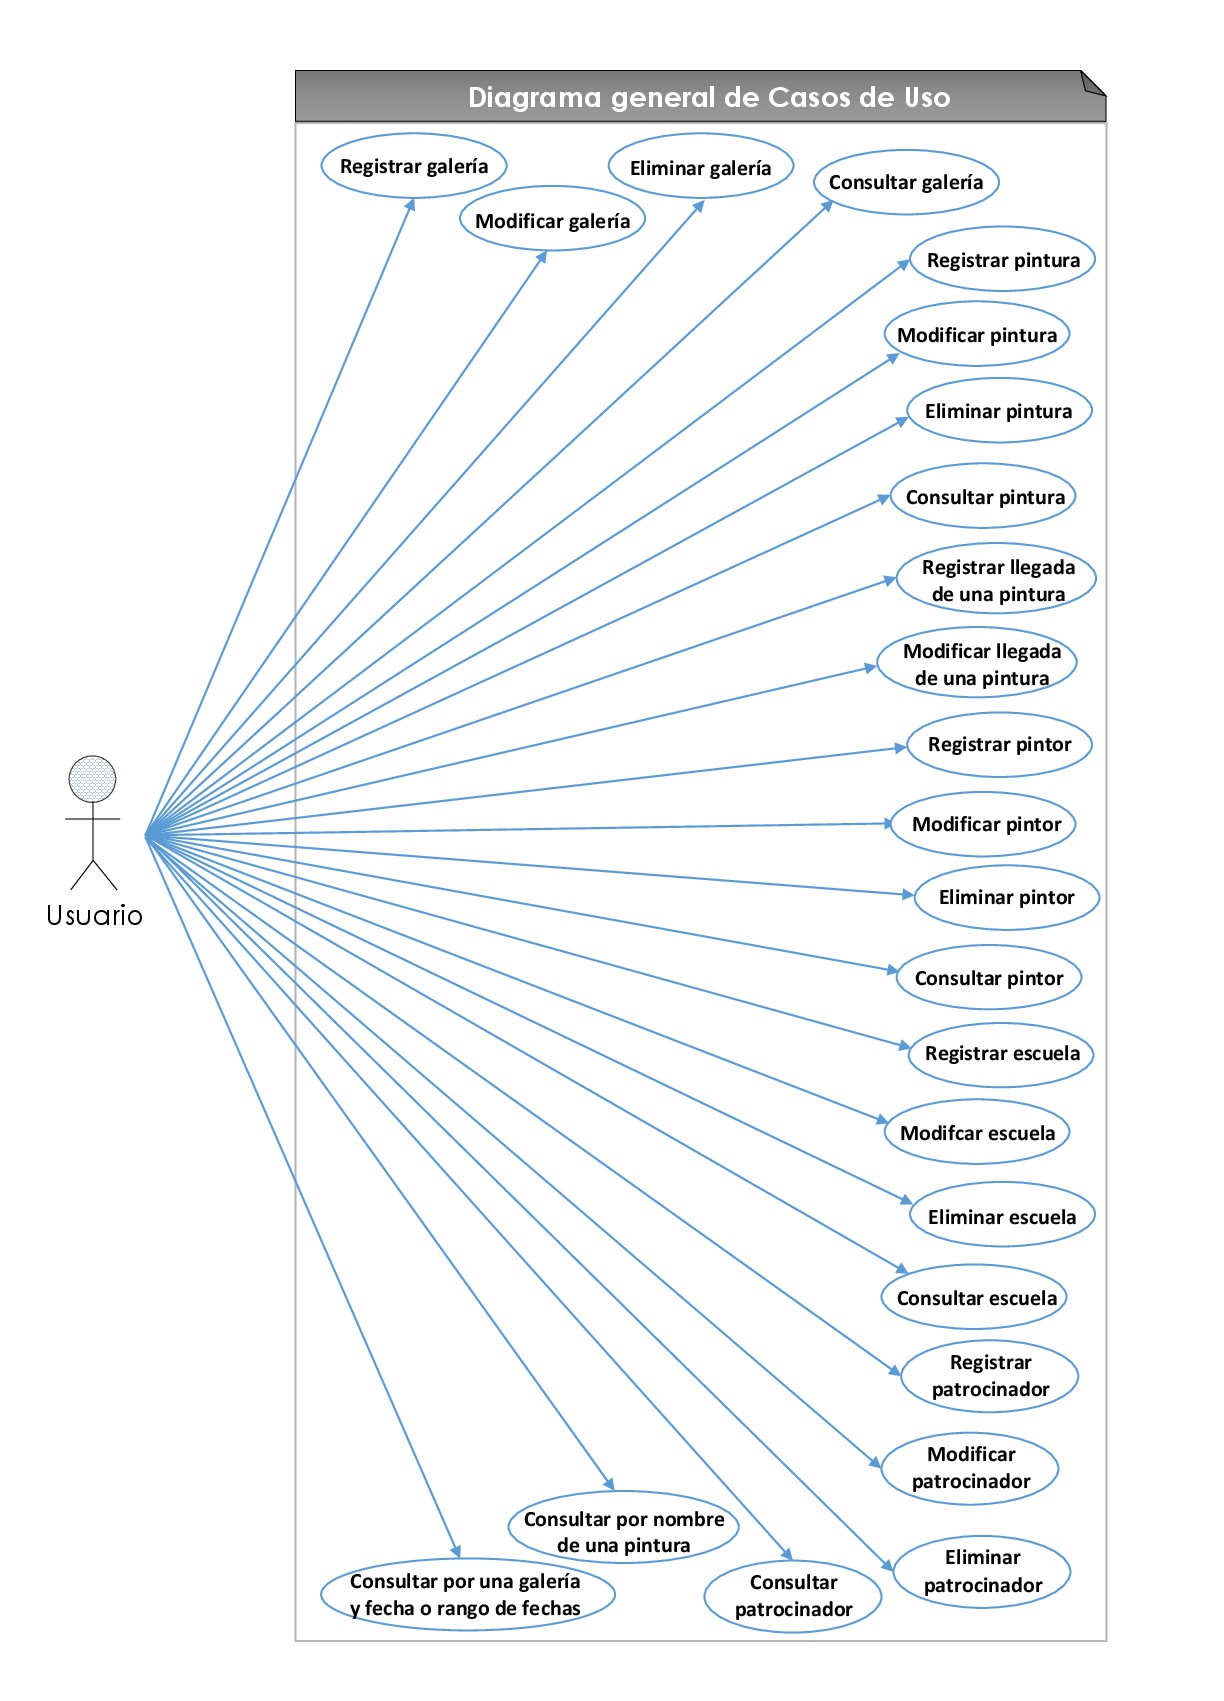 Diagrama general de Casos de Uso
Registrar galería
Eliminar galería
Consultar galería
Modificar galería
Registrar pintura
Modificar pintura
Eliminar pintura
Consultar pintura
Registrar llegada
de una pintura
Modificar llegada
de una pintura
Registrar pintor
Modificar pintor
Eliminar pintor
Usuario
Consultar pintor
Registrar escuela
Modifcar escuela
Eliminar escuela
Consultar escuela
Registrar
patrocinador
Modificar
patrocinador
Consultar por nombre
de una pintura
Eliminar
patrocinador
Consultar por una galería
y fecha o rango de fechas
Consultar
patrocinador